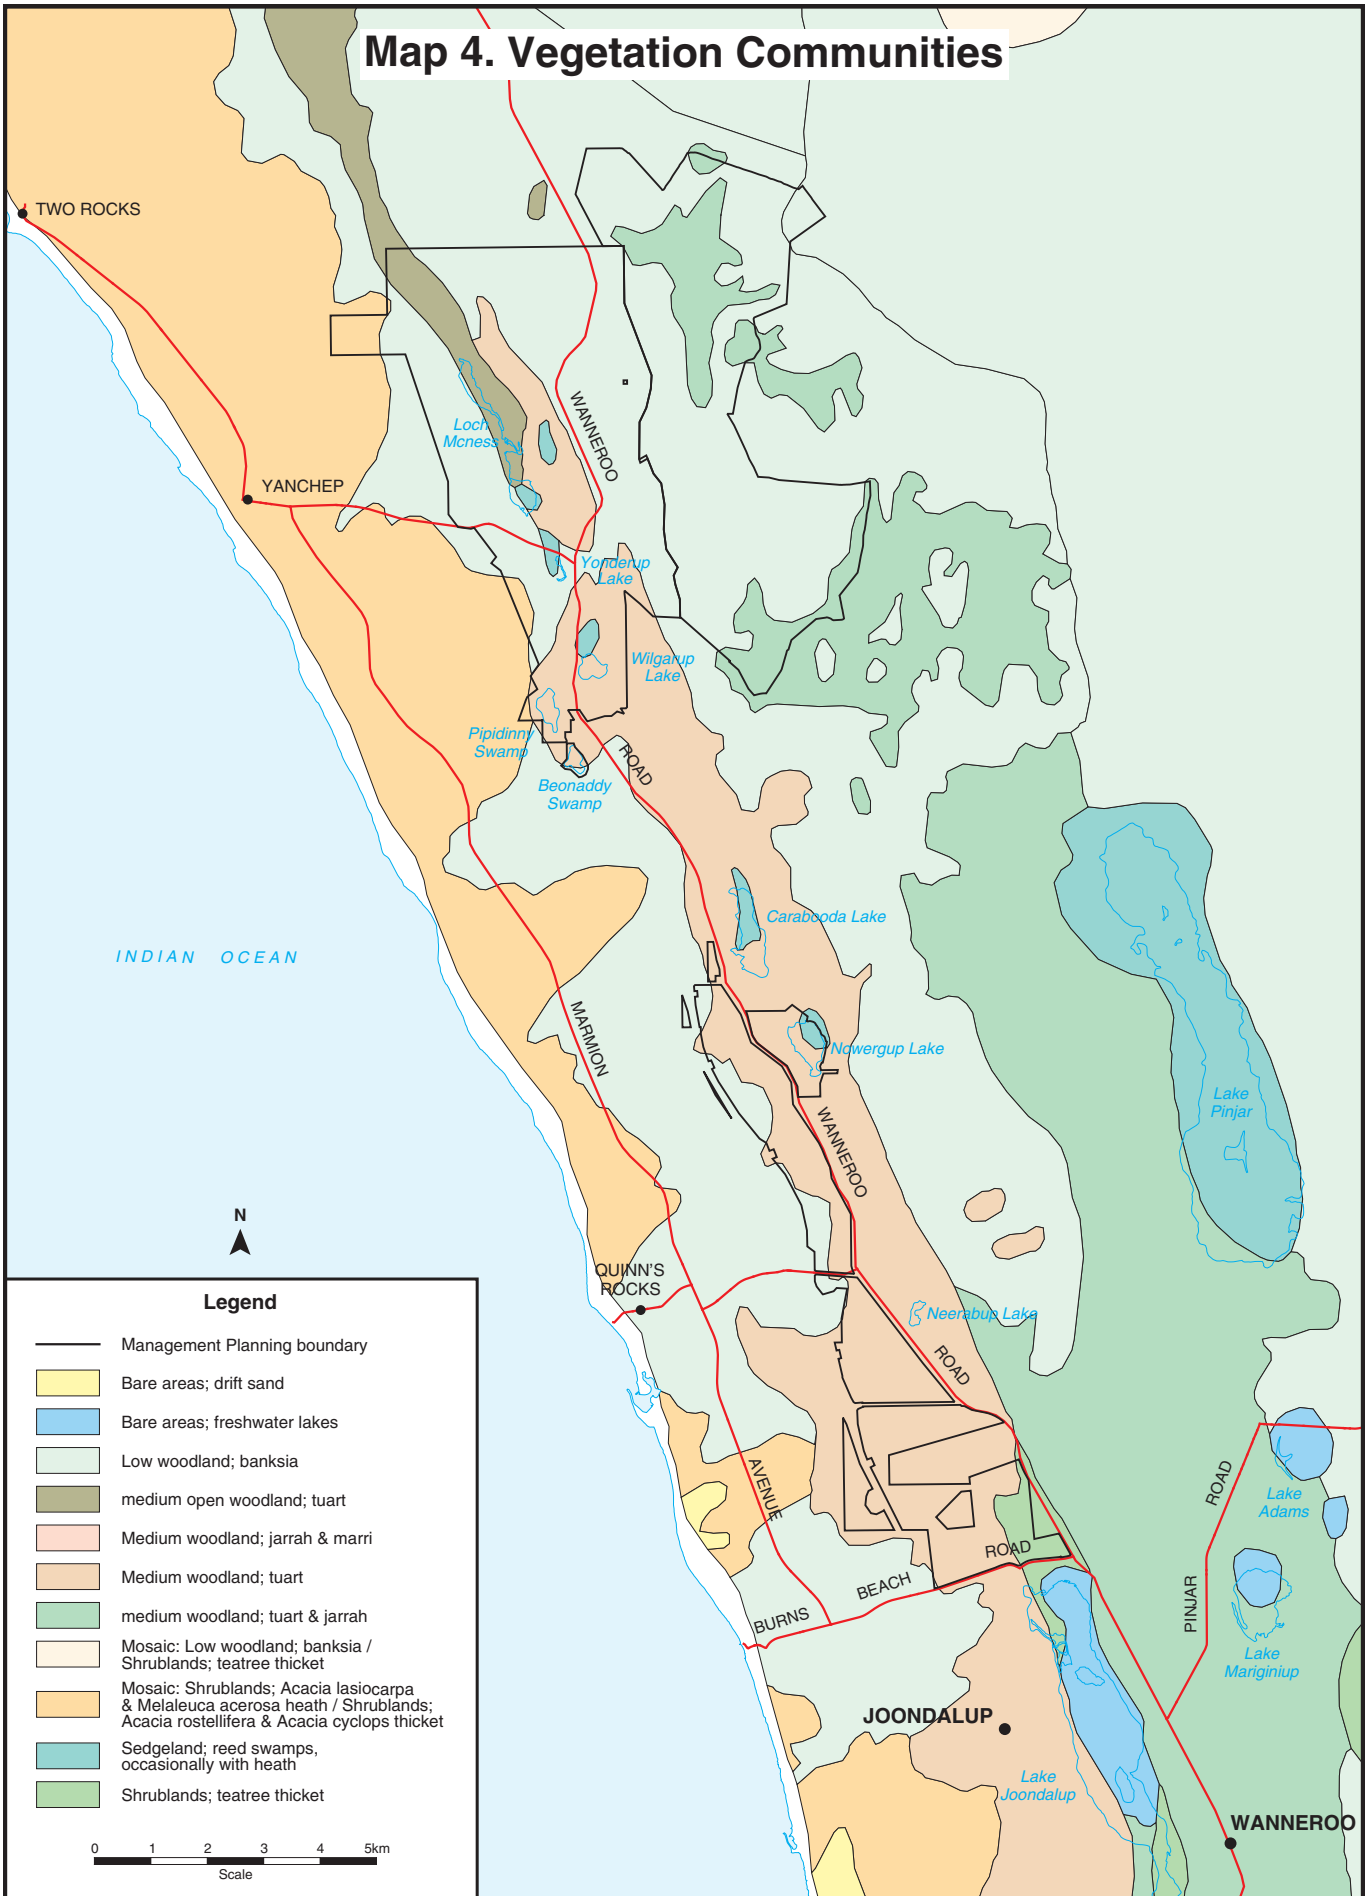 Map 4. Vegetation Communities
TWO ROCKS
WANNEROO
Loch
Mcness
YANCHEP
Yonderup
Lake
Wilgarup
Lake
Pipidinny
Swamp
ROAD
Beonaddy
Swamp
Carabooda Lake
INDIAN OCEAN
MARMION
Nowergup Lake
Lake
Pinjar
WANNEROO
N
QUINN'S
ROCKS
Neerabup Lake
ROAD
AVENUE
ROAD
Lake
Adams
ROAD
BEACH
BURNS
PINJAR
Lake
Mariginiup
JOONDALUP
Lake
Joondalup
WANNEROO
Legend
Management Planning boundary
Bare areas; drift sand
Bare areas; freshwater lakes
Low woodland; banksia
medium open woodland; tuart
Medium woodland; jarrah & marri
Medium woodland; tuart
medium woodland; tuart & jarrah
Mosaic: Low woodland; banksia /
Shrublands; teatree thicket
Mosaic: Shrublands; Acacia lasiocarpa
& Melaleuca acerosa heath / Shrublands;
Acacia rostellifera & Acacia cyclops thicket
Sedgeland; reed swamps,
occasionally with heath
Shrublands; teatree thicket
0 1 2 3 4 5km
Scale